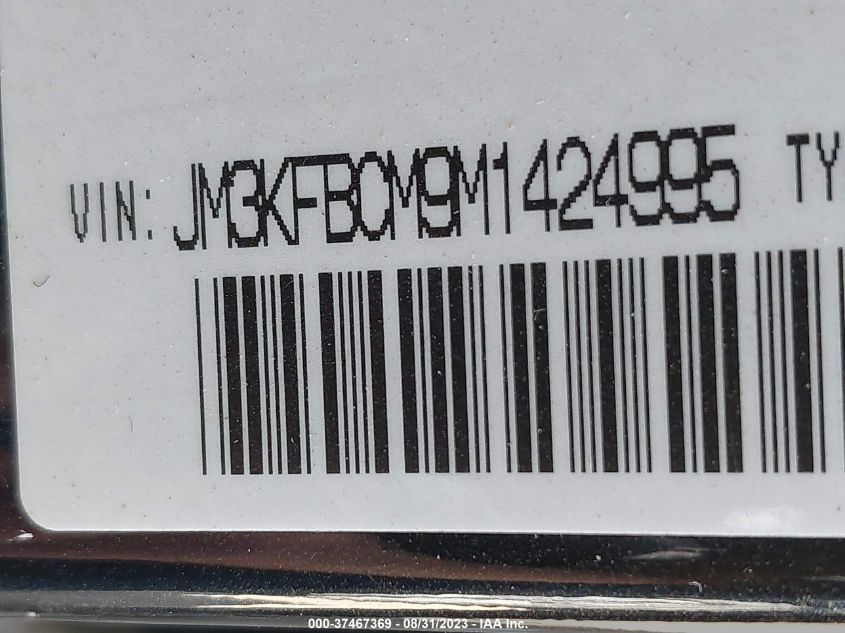 VIN: JM3KFBCM9M1424995 TY
000-37467369 - 08/31/2023 - IAA Inc.